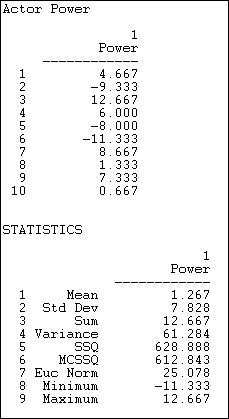 Actor Power
1
Power
-------------
1 4.667
2 -9.333
3 12.667
4 6.000
5 -8.000
6 -11.333
7 8.667
8 1.333
9 7.333
10 0.667
STATISTICS
1
Power
-------------
1 Mean 1.267
2 Std Dev 7.828
3 Sum 12.667
4 Variance 61.284
5 SSQ 628.888
6 MCSSQ 612.843
7 Euc Norm 25.078
8 Minimum -11.333
9 Maximum 12.667